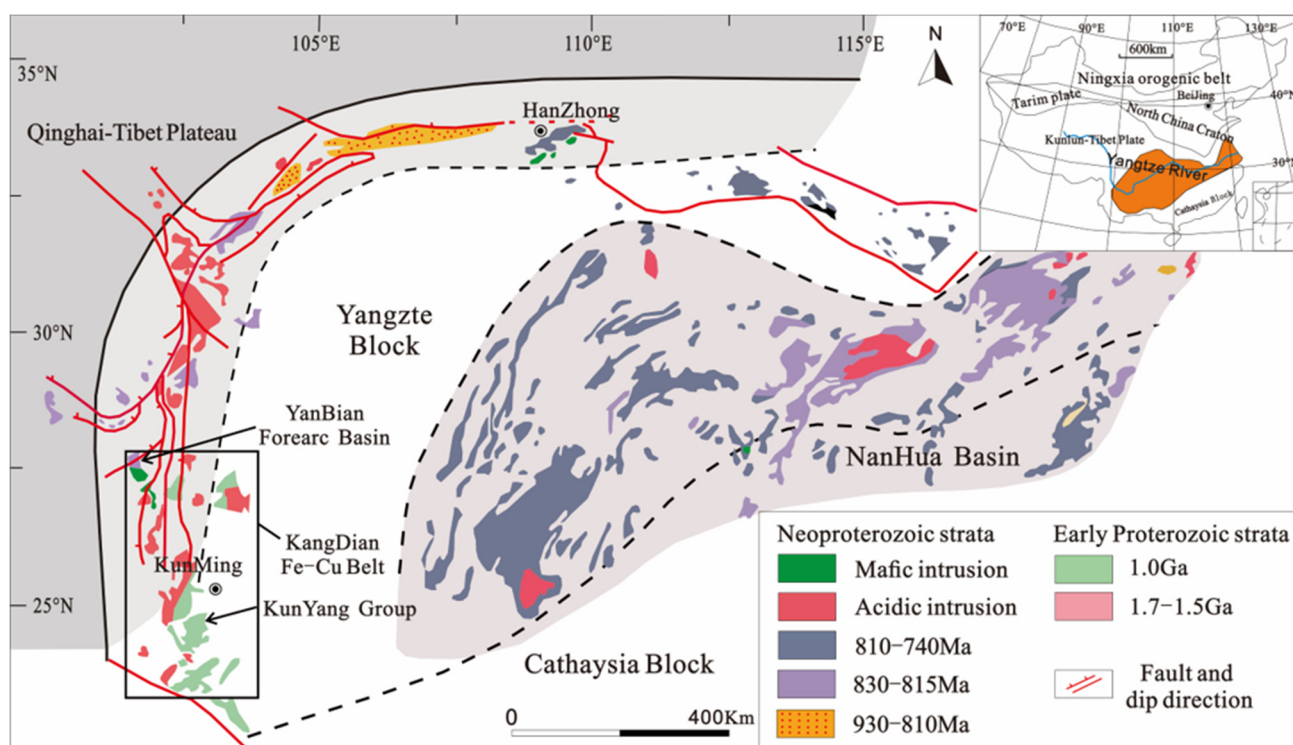 105°E
110°E
115°E
35°N
30°N
25°N
N
Qinghai-Tibet Plateau
HanZhong
Yangzte
Block
YanBian
Forearc Basin
KangDian
Fe-Cu Belt
KunMing
KunYang Group
NanHua Basin
Cathaysia Block
0
400Km
70°E
90°E
110°E
130°E
600km
Ningxia orogenic belt
BeiJing
40°N
Tarim plate
North China Craton
Kunlun-Tibet Plate
Yangtze River
30°N
Cathaysia Block
Neoproterozoic strata
Mafic intrusion
Acidic intrusion
810-740Ma
830-815Ma
930-810Ma
Early Proterozoic strata
1.0Ga
1.7-1.5Ga
Fault and
dip direction